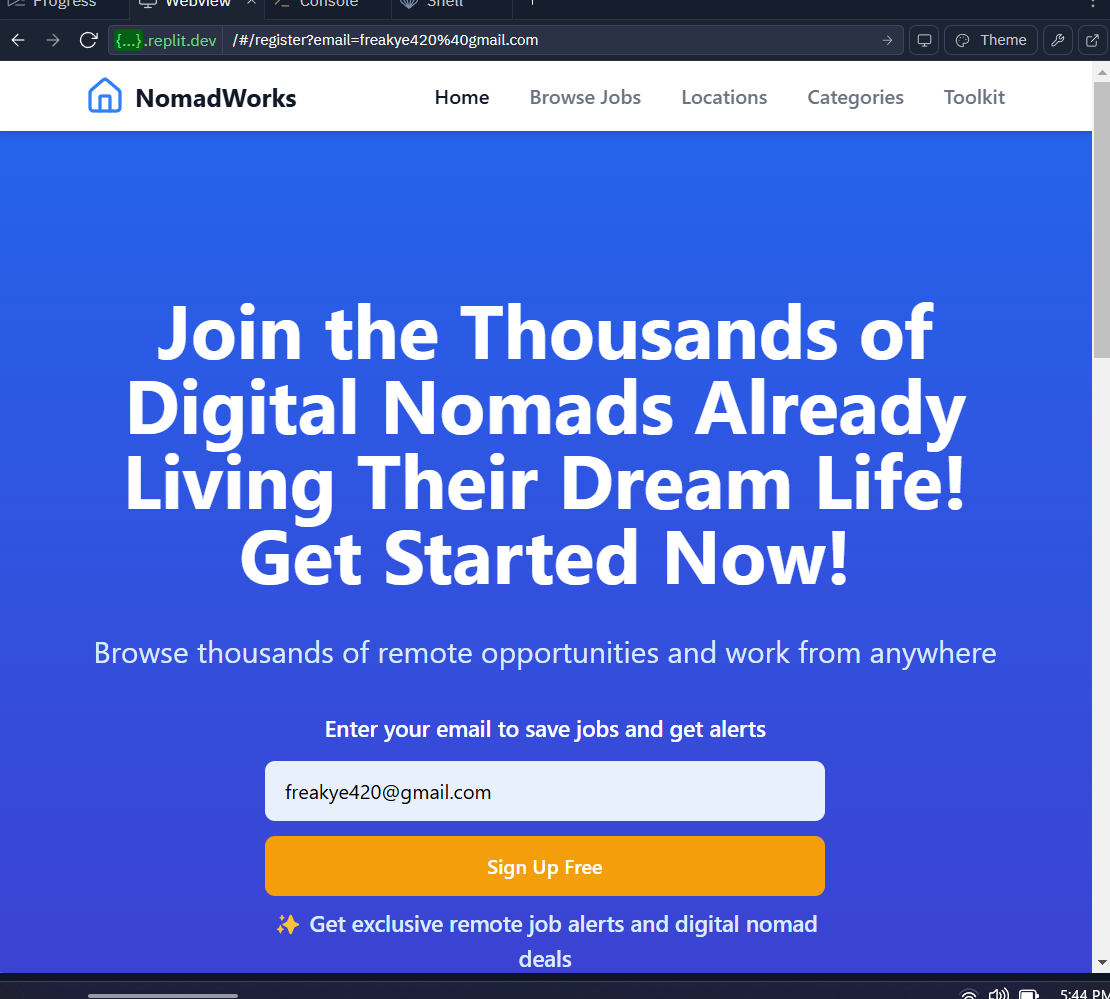 Progress Webview × Console Shell +
{...}.replit.dev /#/register?email=freakye420%40gmail.com → Theme
NomadWorks Home Browse Jobs Locations Categories Toolkit
Join the Thousands of
Digital Nomads Already
Living Their Dream Life!
Get Started Now!
Browse thousands of remote opportunities and work from anywhere
Enter your email to save jobs and get alerts
freakye420@gmail.com
Sign Up Free
✨ Get exclusive remote job alerts and digital nomad
deals
5:44 PM